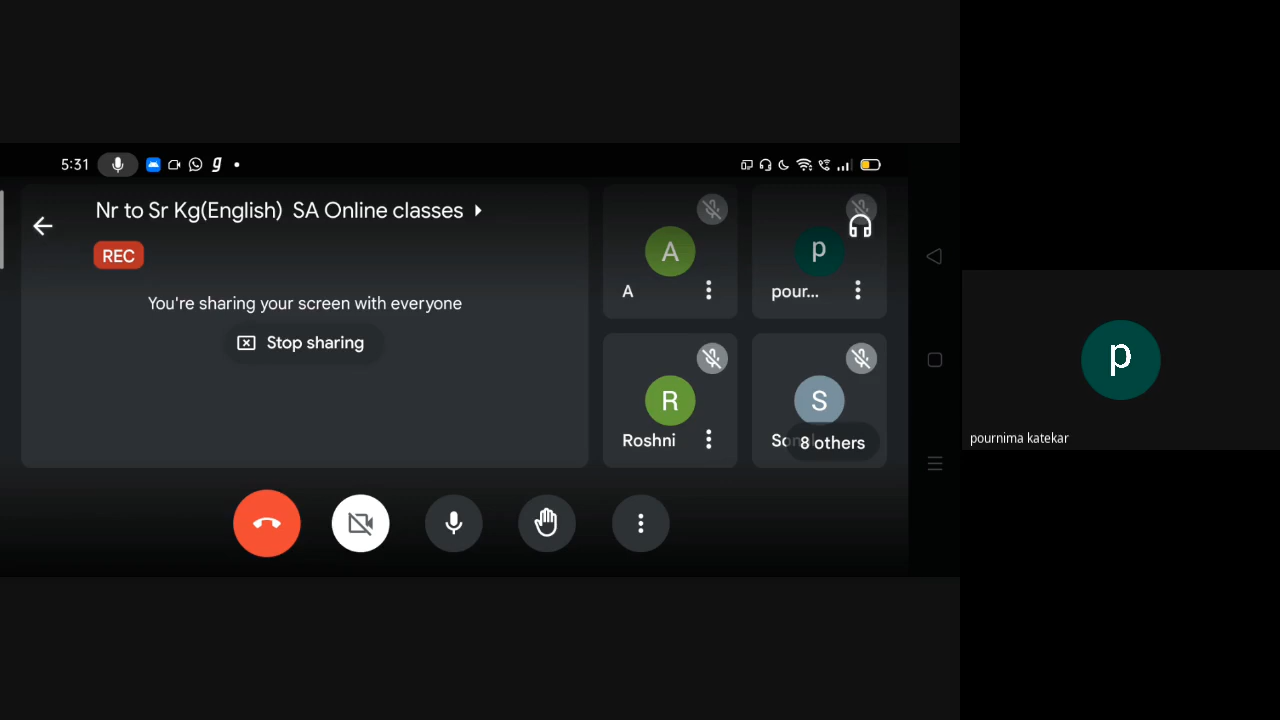 5:31
Nr to Sr Kg(English) SA Online classes
REC
You're sharing your screen with everyone
Stop sharing
A
A
p
pour...
R
Roshni
S
8 others
p
pournima katekar